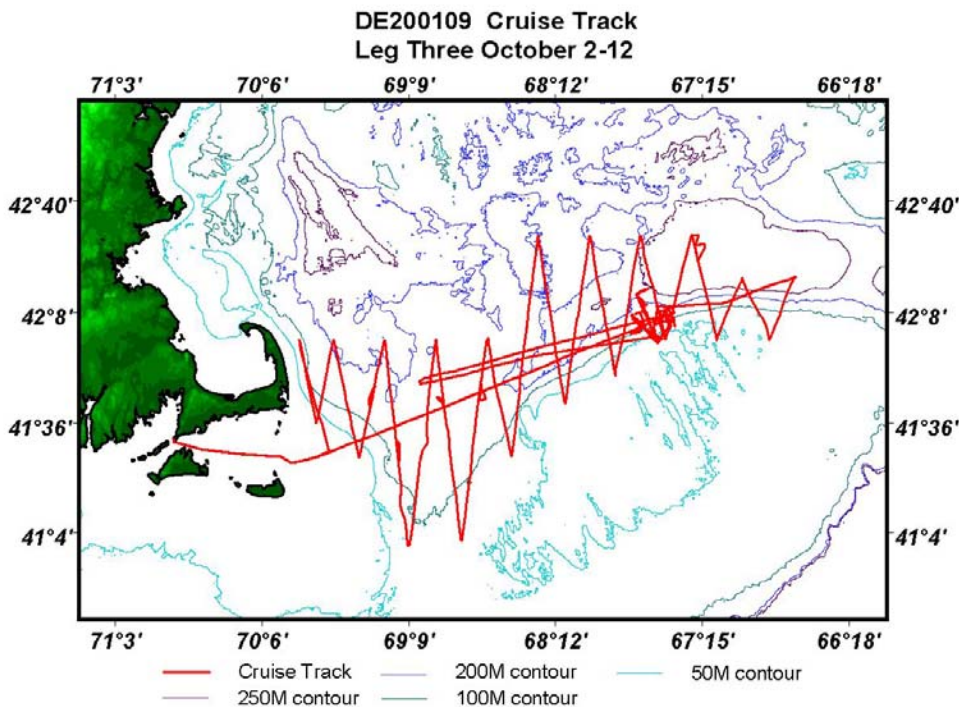 DE200109 Cruise Track
Leg Three October 2-12
71°3' 70°6' 69°9' 68°12' 67°15' 66°18'
42°40' 42°40'
42°8' 42°8'
41°36' 41°36'
41°4' 41°4'
71°3' 70°6' 69°9' 68°12' 67°15' 66°18'
Cruise Track 200M contour 50M contour
250M contour 100M contour